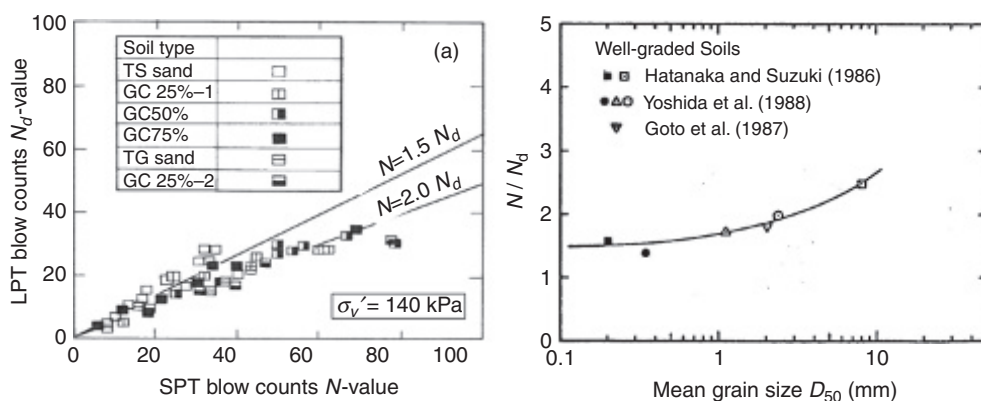 (a)
Soil type
TS sand
GC 25%–1
GC50%
GC75%
TG sand
GC 25%–2
N=1.5 Nd
N=2.0 Nd
σv′= 140 kPa
LPT blow counts Nd-value
100
80
60
40
20
0
0 20 40 60 80 100
SPT blow counts N-value
Well-graded Soils
Hatanaka and Suzuki (1986)
Yoshida et al. (1988)
Goto et al. (1987)
N / Nd
5
4
3
2
1
0
0.1 1 10
Mean grain size D50 (mm)